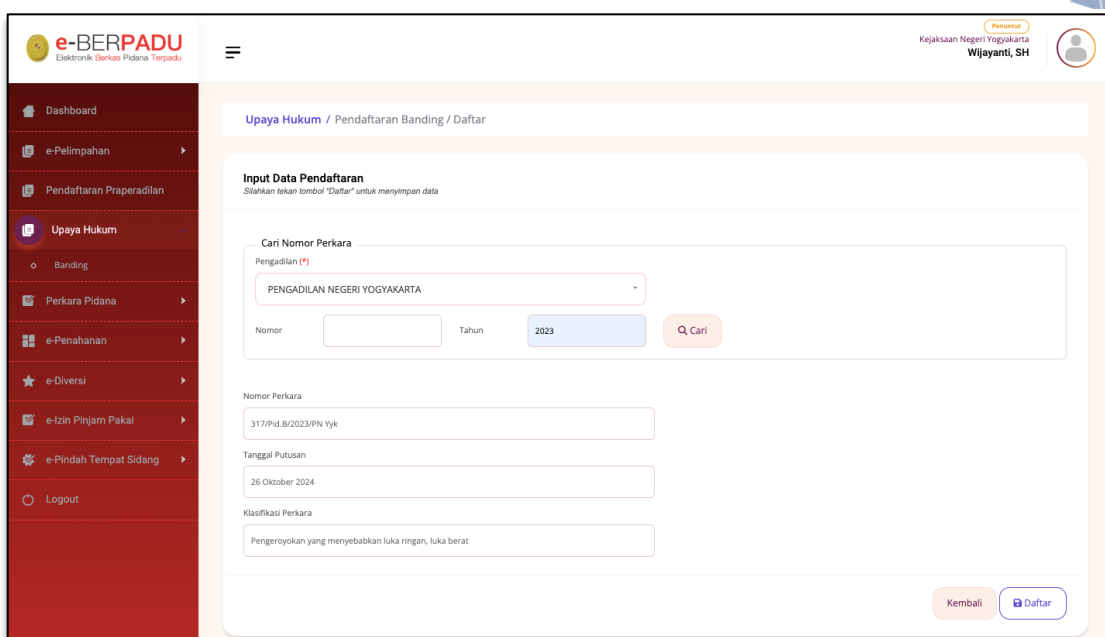 e-BERPADU
Elektronik Berkas Pidana Terpadu
Penuntut
Kejaksaan Negeri Yogyakarta
Wijayanti, SH
Dashboard
e-Pelimpahan
Pendaftaran Praperadilan
Upaya Hukum
Banding
Perkara Pidana
e-Penahanan
e-Diversi
e-Izin Pinjam Pakai
e-Pindah Tempat Sidang
Logout
Upaya Hukum / Pendaftaran Banding / Daftar
Input Data Pendaftaran
Silahkan tekan tombol "Daftar" untuk menyimpan data
Cari Nomor Perkara
Pengadilan (*)
PENGADILAN NEGERI YOGYAKARTA
Nomor Tahun 2023 Cari
Nomor Perkara
317/Pid.B/2023/PN Yyk
Tanggal Putusan
26 Oktober 2024
Klasifikasi Perkara
Pengeroyokan yang menyebabkan luka ringan, luka berat
Kembali Daftar